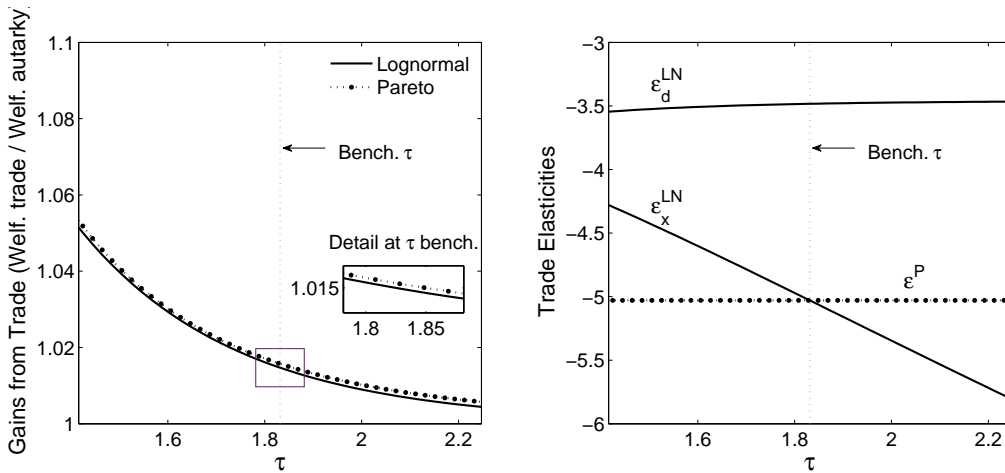 Gains from Trade (Welf. trade / Welf. autarky)
1.1
1.08
1.06
1.04
1.02
1
1.6
1.8
2
2.2
τ
Lognormal
Pareto
Bench. τ
Detail at τ bench.
1.015
1.8
1.85
Trade Elasticities
−3
−3.5
−4
−4.5
−5
−5.5
−6
1.6
1.8
2
2.2
τ
ε_d^LN
Bench. τ
ε_x^LN
ε^P